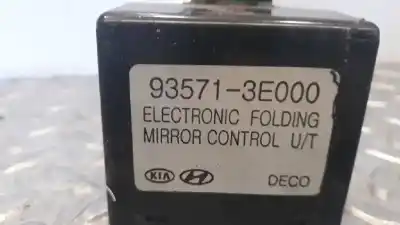 93571-3E000
ELECTRONIC FOLDING
MIRROR CONTROL U/T
KIA DECO